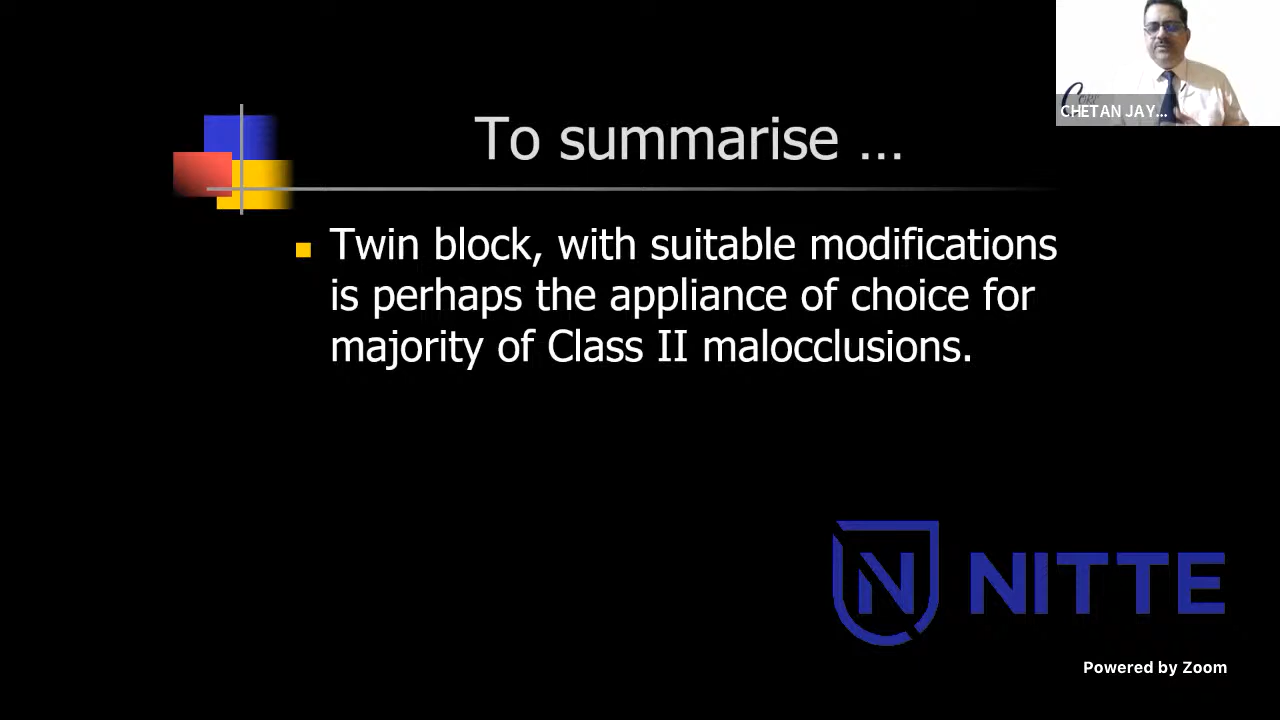 To summarise ...
CHETAN JAY...
Twin block, with suitable modifications
is perhaps the appliance of choice for
majority of Class II malocclusions.
N NITTE
Powered by Zoom